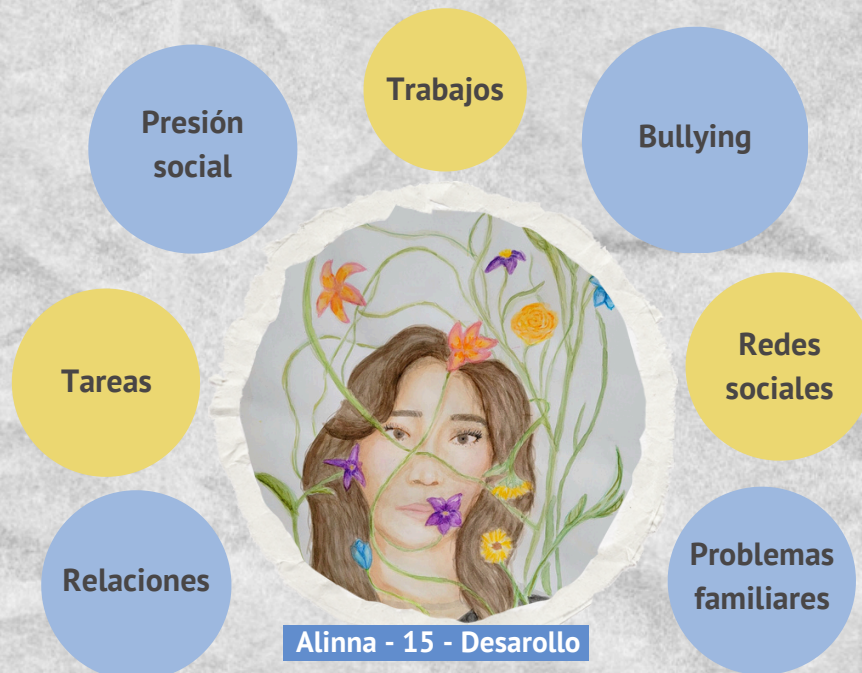 Trabajos
Presión
social
Bullying
Tareas
Redes
sociales
Relaciones
Problemas
familiares
Alinna - 15 - Desarollo